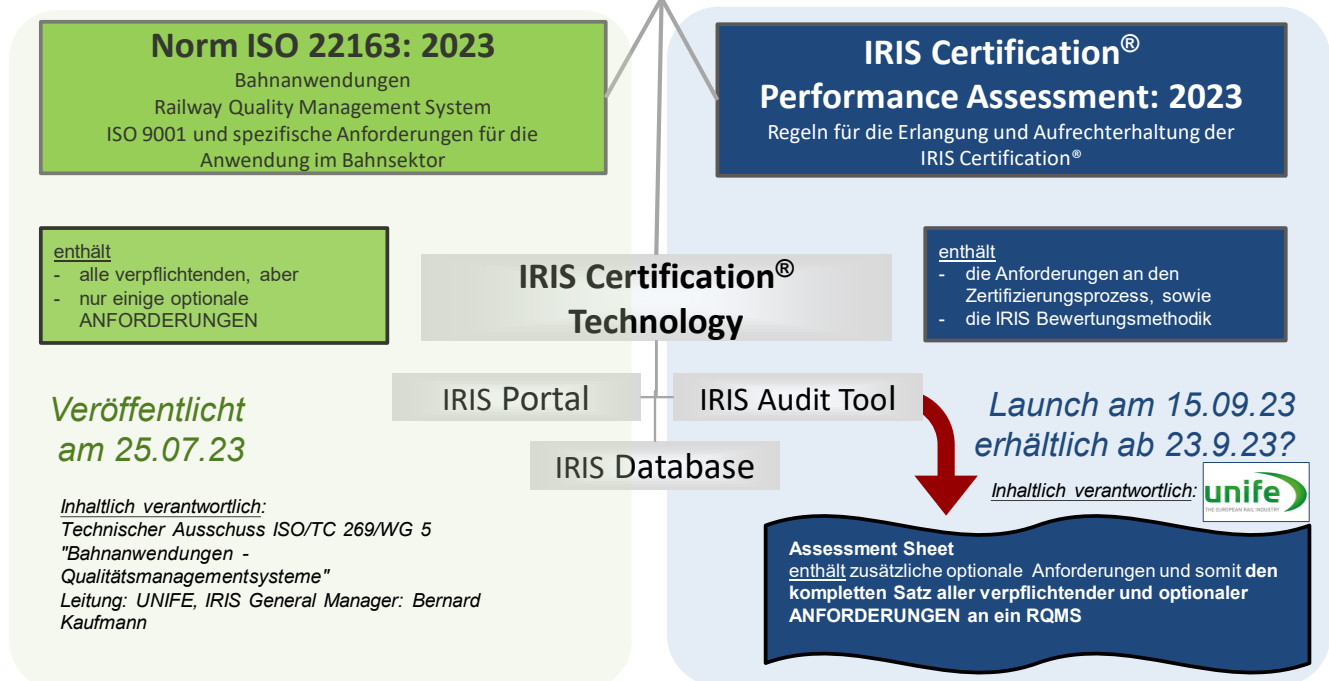 Norm ISO 22163: 2023
Bahnanwendungen
Railway Quality Management System
ISO 9001 und spezifische Anforderungen für die
Anwendung im Bahnsektor
IRIS Certification®
Performance Assessment: 2023
Regeln für die Erlangung und Aufrechterhaltung der
IRIS Certification®
enthält
- alle verpflichtenden, aber
- nur einige optionale
ANFORDERUNGEN
IRIS Certification®
Technology
enthält
- die Anforderungen an den
Zertifizierungsprozess, sowie
- die IRIS Bewertungsmethodik
IRIS Portal
IRIS Audit Tool
IRIS Database
Veröffentlicht
am 25.07.23
Launch am 15.09.23
erhältlich ab 23.9.23?
Inhaltlich verantwortlich:
unife
THE EUROPEAN RAIL INDUSTRY
Inhaltlich verantwortlich:
Technischer Ausschuss ISO/TC 269/WG 5
"Bahnanwendungen -
Qualitätsmanagementsysteme"
Leitung: UNIFE, IRIS General Manager: Bernard
Kaufmann
Assessment Sheet
enthält zusätzliche optionale Anforderungen und somit den
kompletten Satz aller verpflichtender und optionaler
ANFORDERUNGEN an ein RQMS